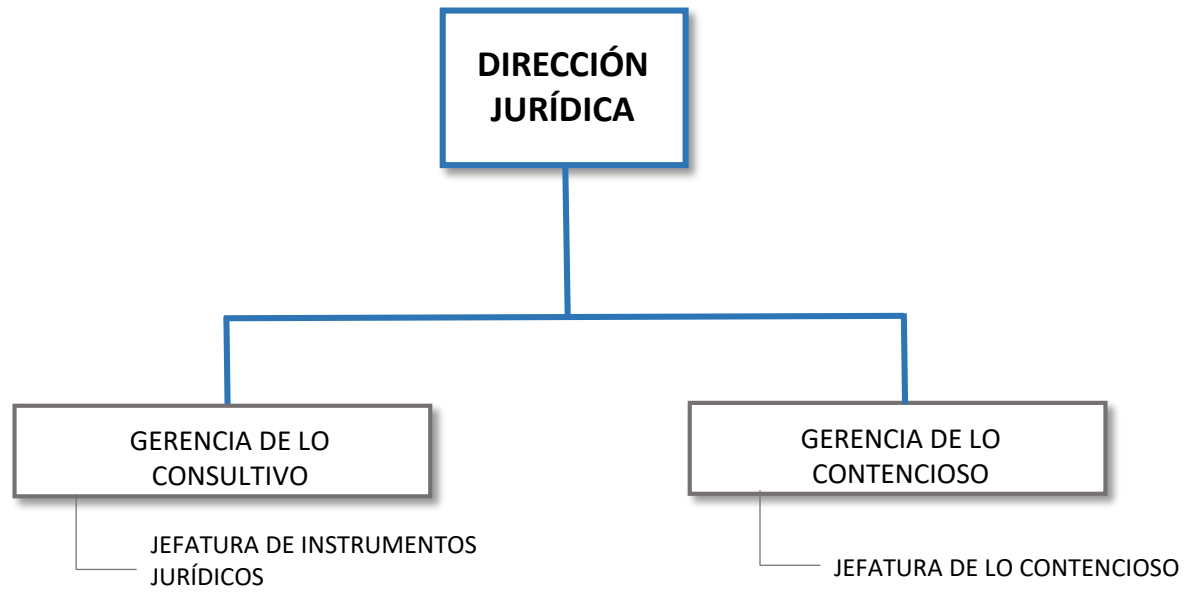 DIRECCIÓN
JURÍDICA
GERENCIA DE LO
CONSULTIVO
JEFATURA DE INSTRUMENTOS
JURÍDICOS
GERENCIA DE LO
CONTENCIOSO
JEFATURA DE LO CONTENCIOSO